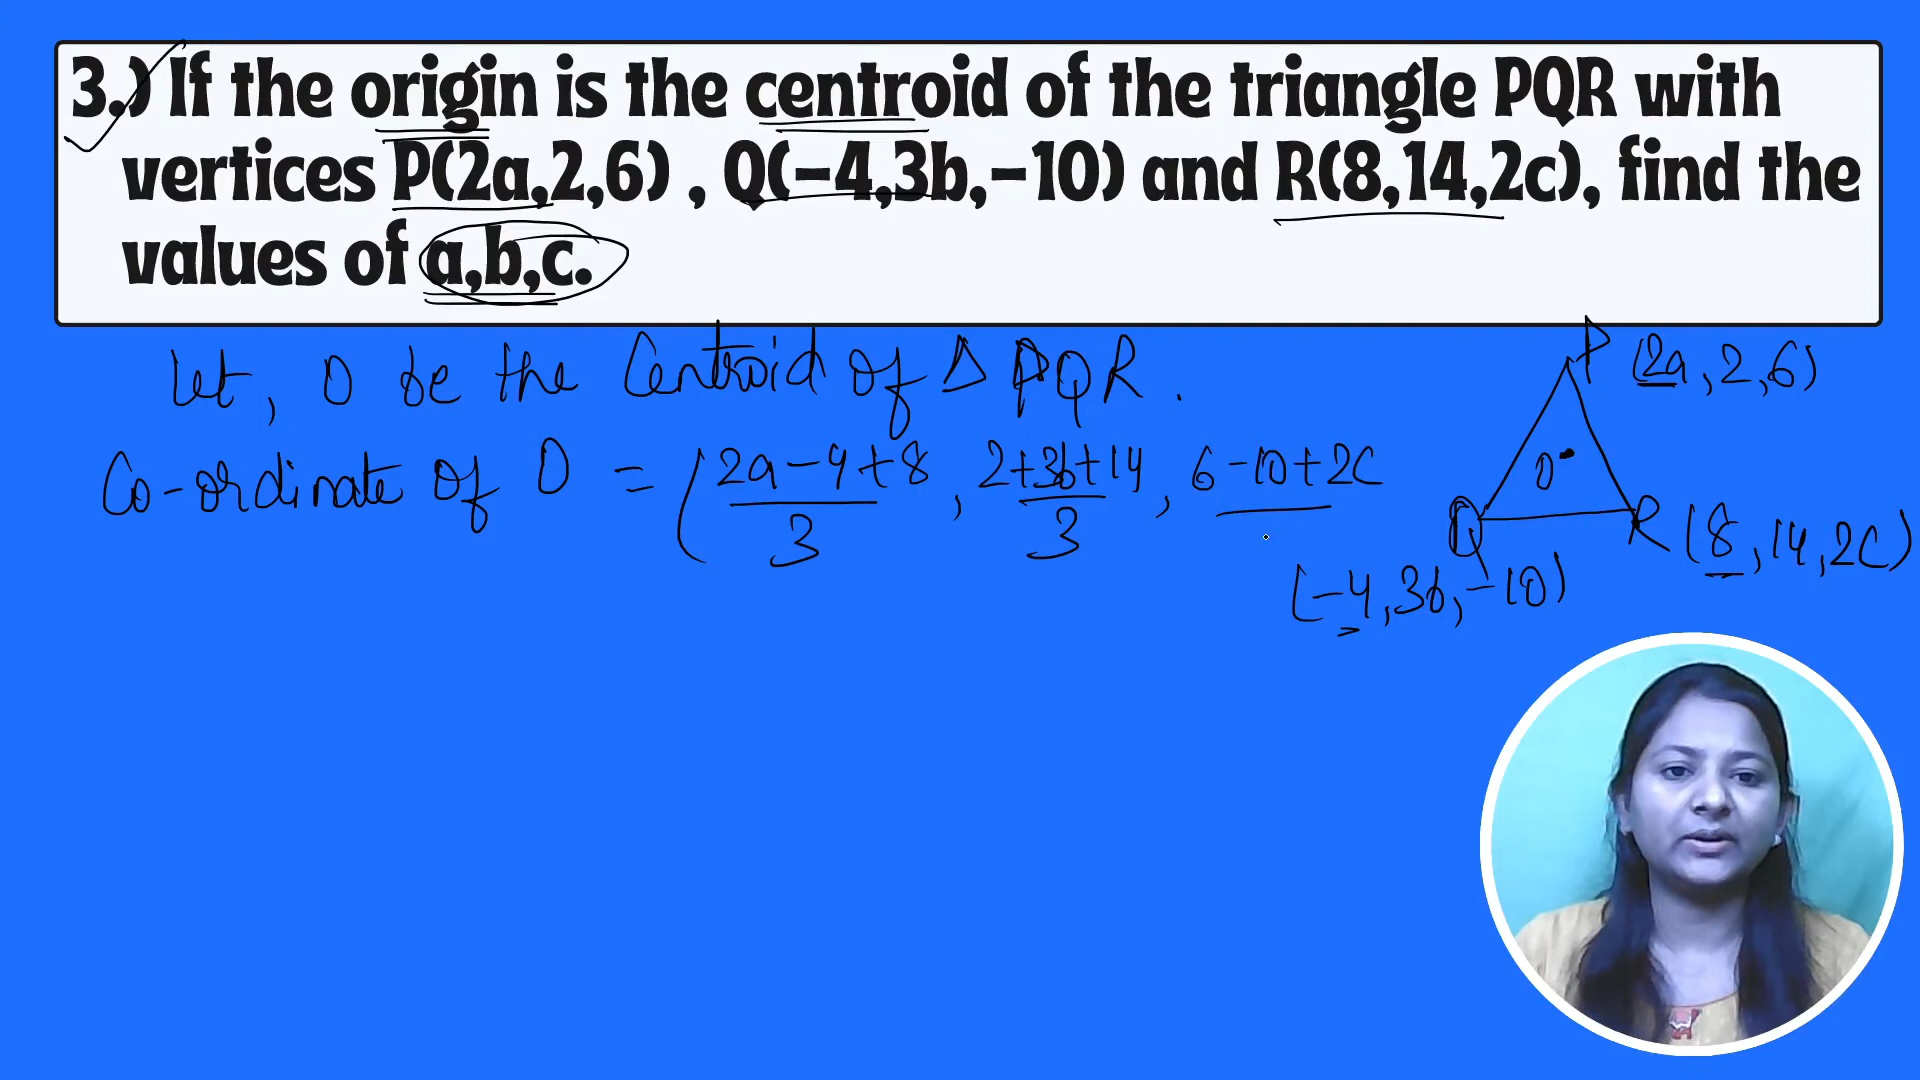 3.) If the origin is the centroid of the triangle PQR with
vertices P(2a,2,6) , Q(−4,3b,−10) and R(8,14,2c), find the
values of a,b,c.
Let, O be the Centroid of Δ PQR.
Co-ordinate of O = ( 2a-4+8 / 3 , 2+3b+14 / 3 , 6-10+2c
P (2a, 2, 6)
O
Q (-4, 3b, -10)
R (8, 14, 2c)